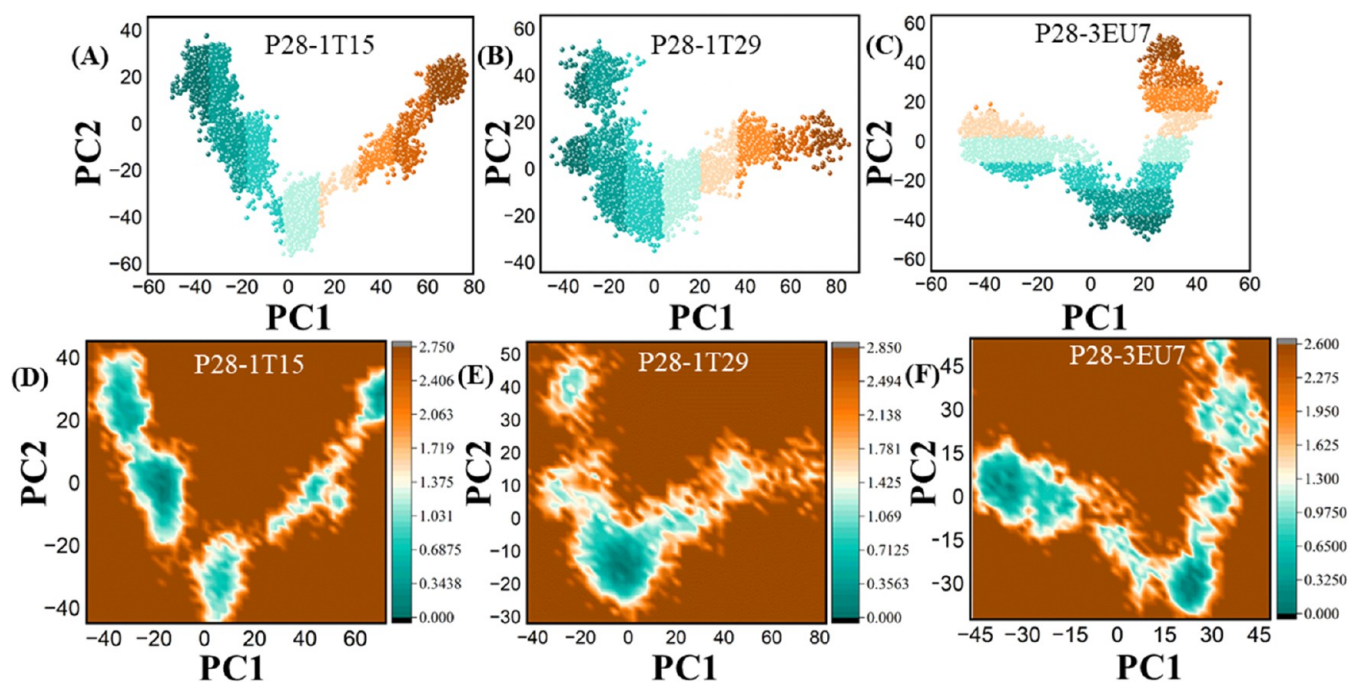 (A)
P28-1T15
PC2
40
20
0
−20
−40
−60
−60 −40 −20 0 20 40 60 80
PC1
(B)
P28-1T29
PC2
60
40
20
0
−20
−40
−40 −20 0 20 40 60 80
PC1
(C)
P28-3EU7
PC2
60
40
20
0
−20
−40
−60
−60 −40 −20 0 20 40 60
PC1
(D)
P28-1T15
PC2
40
20
0
−20
−40
−40 −20 0 20 40 60
PC1
2.750
2.406
2.063
1.719
1.375
1.031
0.6875
0.3438
0.000
(E)
P28-1T29
PC2
50
40
30
20
10
0
−10
−20
−30
−40 −20 0 20 40 60 80
PC1
2.850
2.494
2.138
1.781
1.425
1.069
0.7125
0.3563
0.000
(F)
P28-3EU7
PC2
45
30
15
0
−15
−30
−45 −30 −15 0 15 30 45
PC1
2.600
2.275
1.950
1.625
1.300
0.9750
0.6500
0.3250
0.000